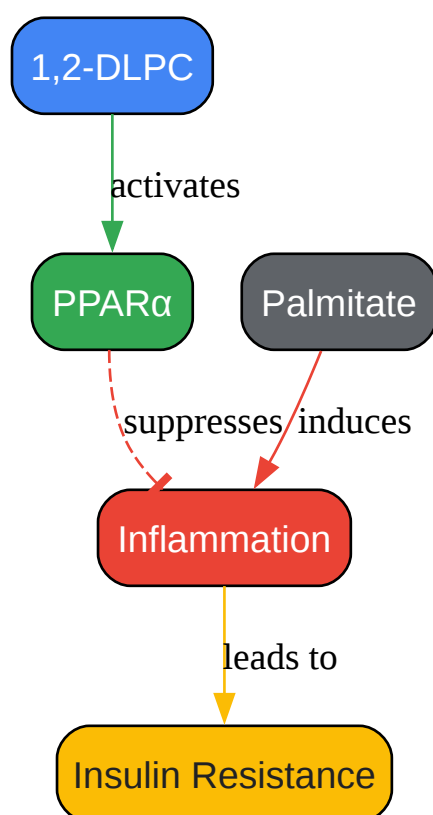 1,2-DLPC
activates
PPARα
Palmitate
suppresses
induces
Inflammation
leads to
Insulin Resistance